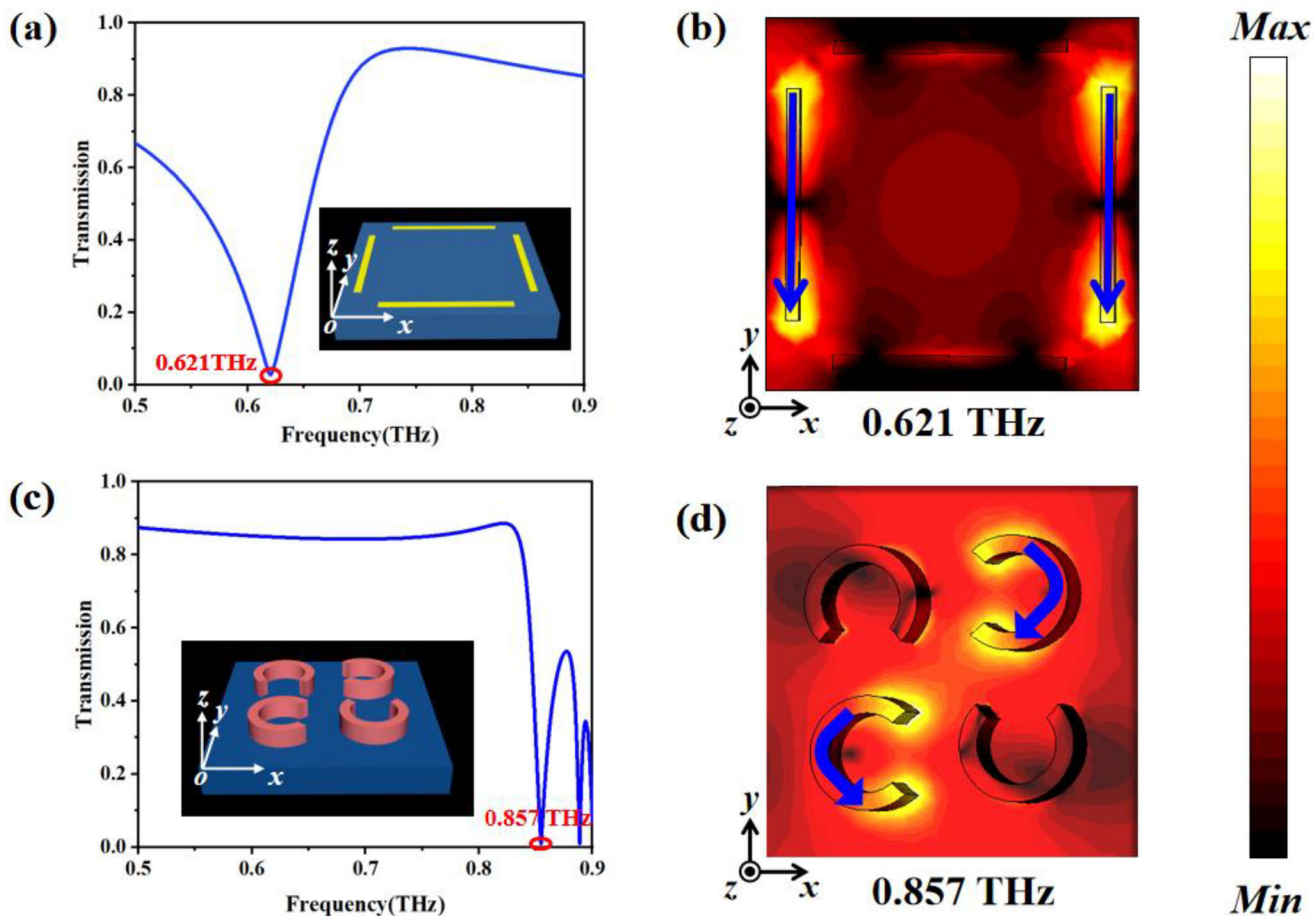 (a)
Transmission
1.0
0.8
0.6
0.4
0.2
0.0
0.621THz
z
y
o
x
0.5 0.6 0.7 0.8 0.9
Frequency(THz)
(b)
y
z x
0.621 THz
Max
Min
(c)
Transmission
1.0
0.8
0.6
0.4
0.2
0.0
z
y
o
x
0.857 THz
0.5 0.6 0.7 0.8 0.9
Frequency(THz)
(d)
y
z x
0.857 THz